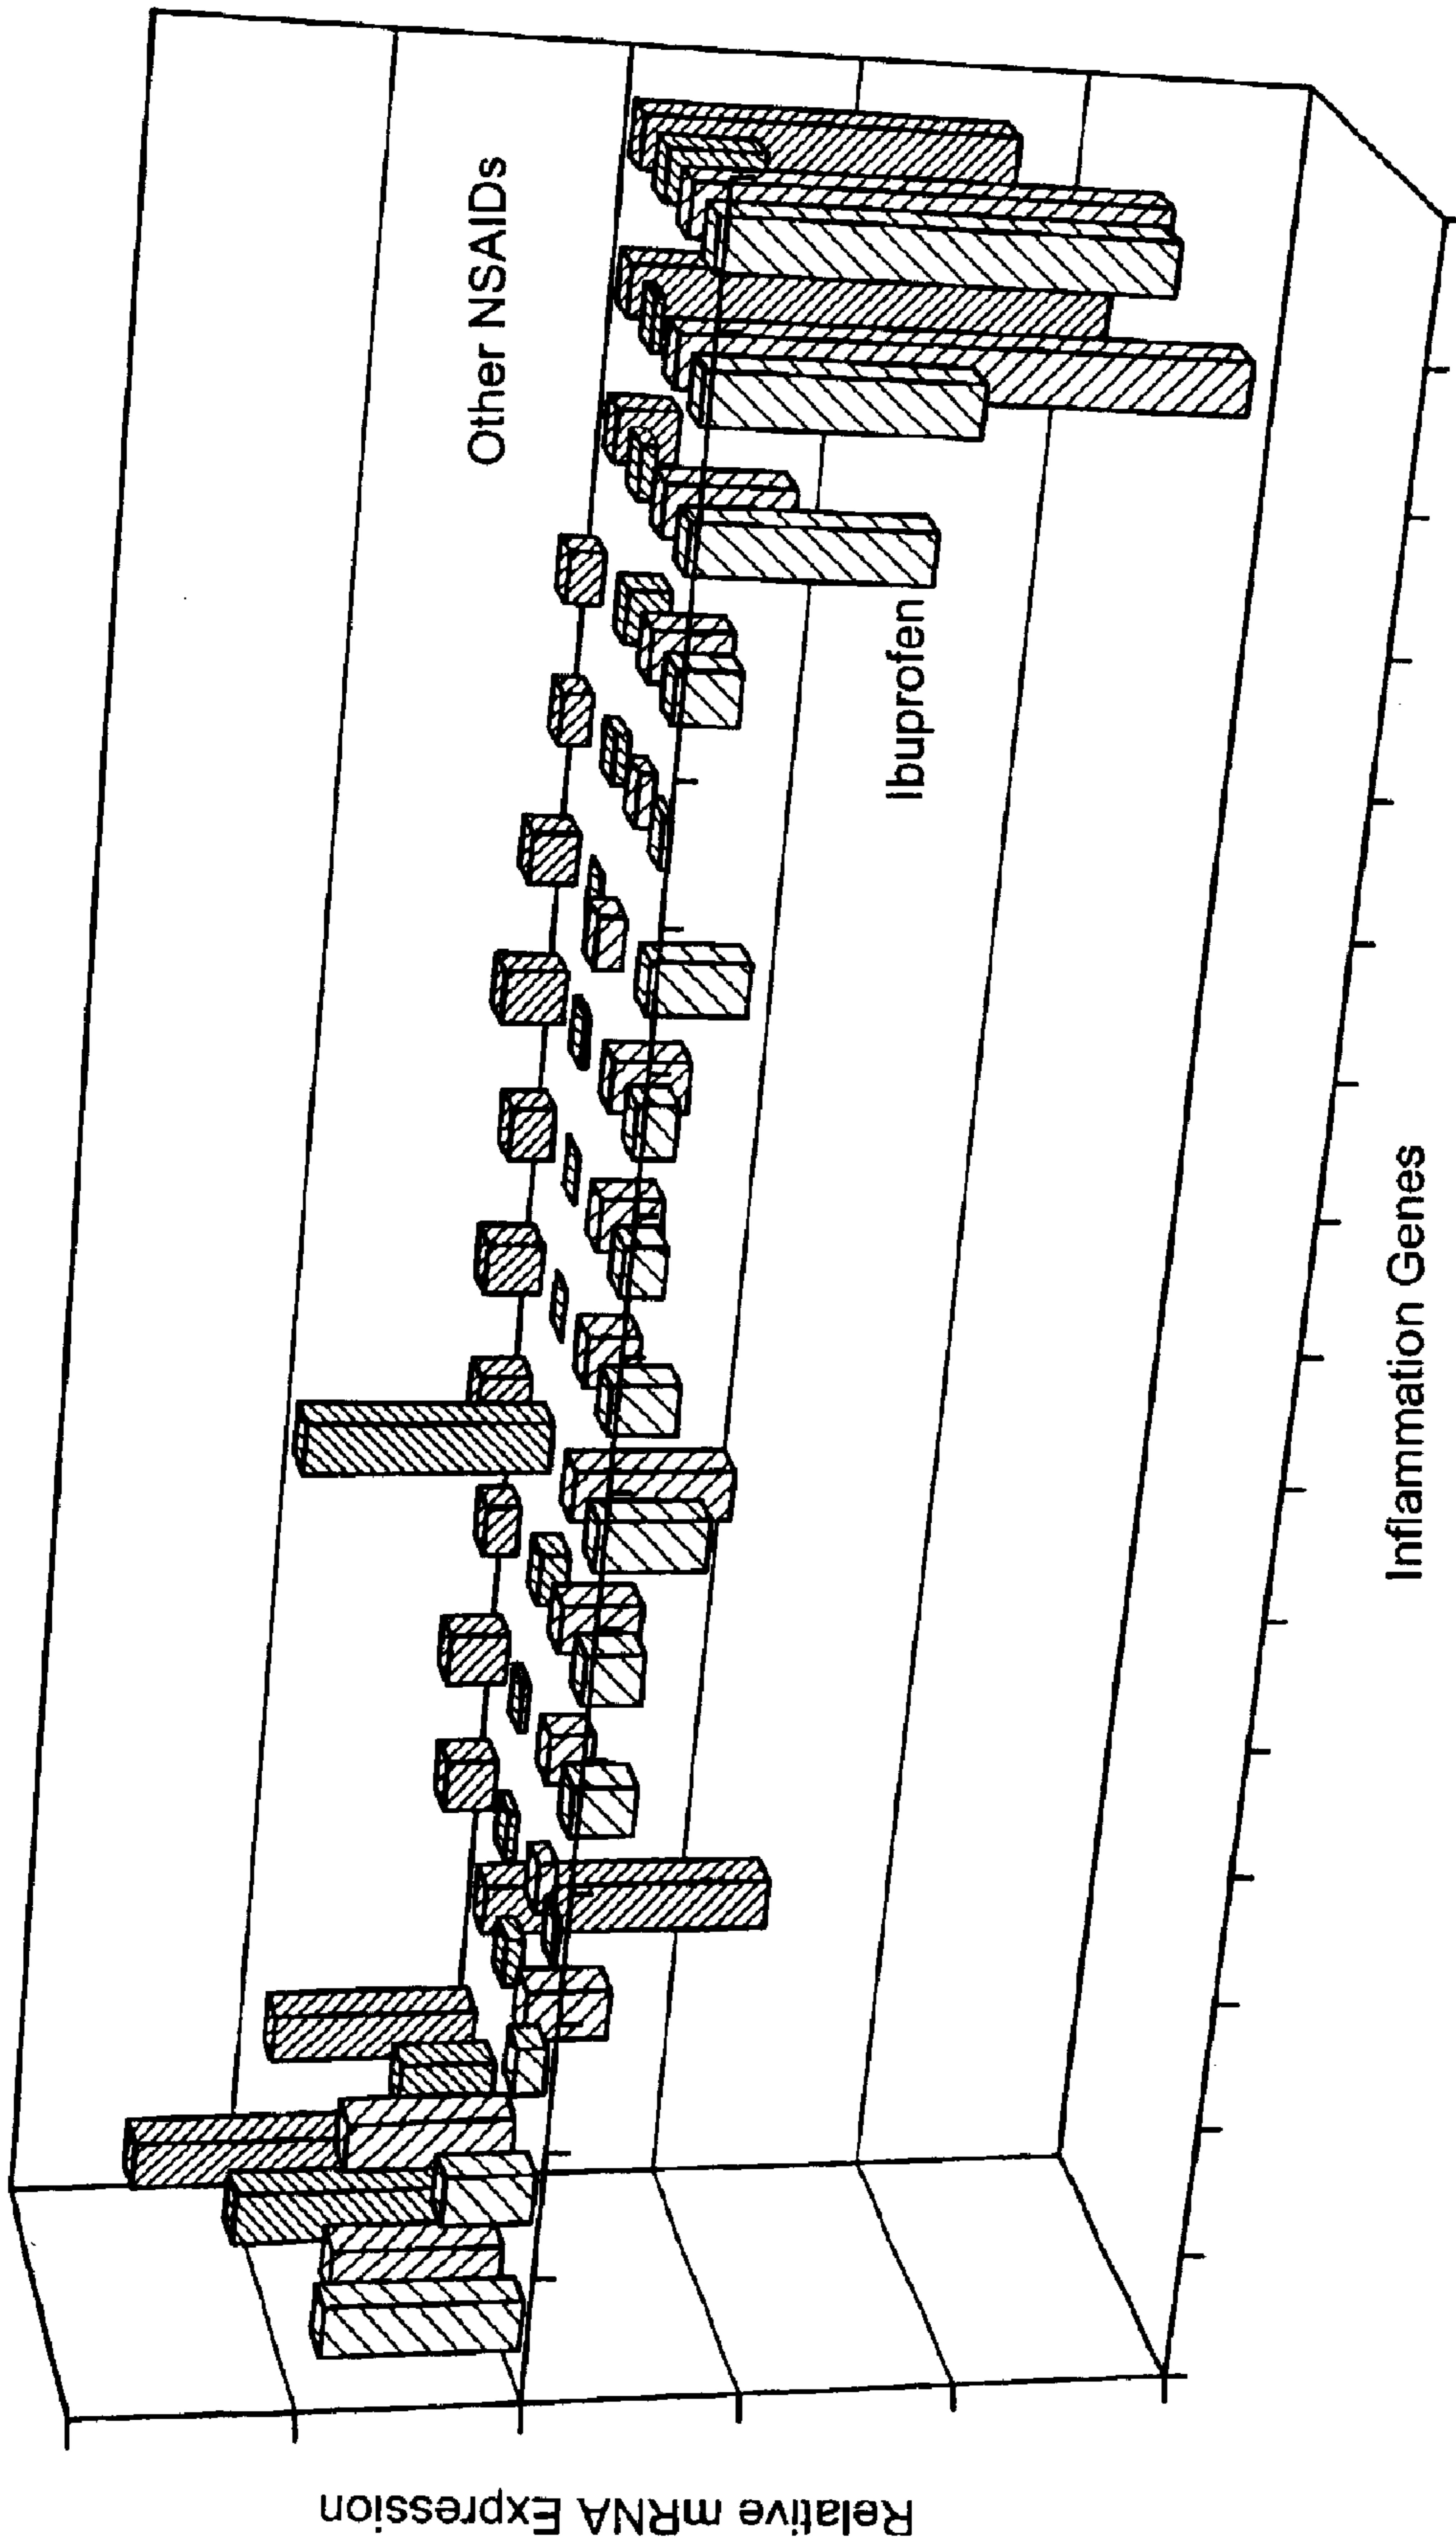 Other NSAIDs
Ibuprofen
Relative mRNA Expression
Inflammation Genes